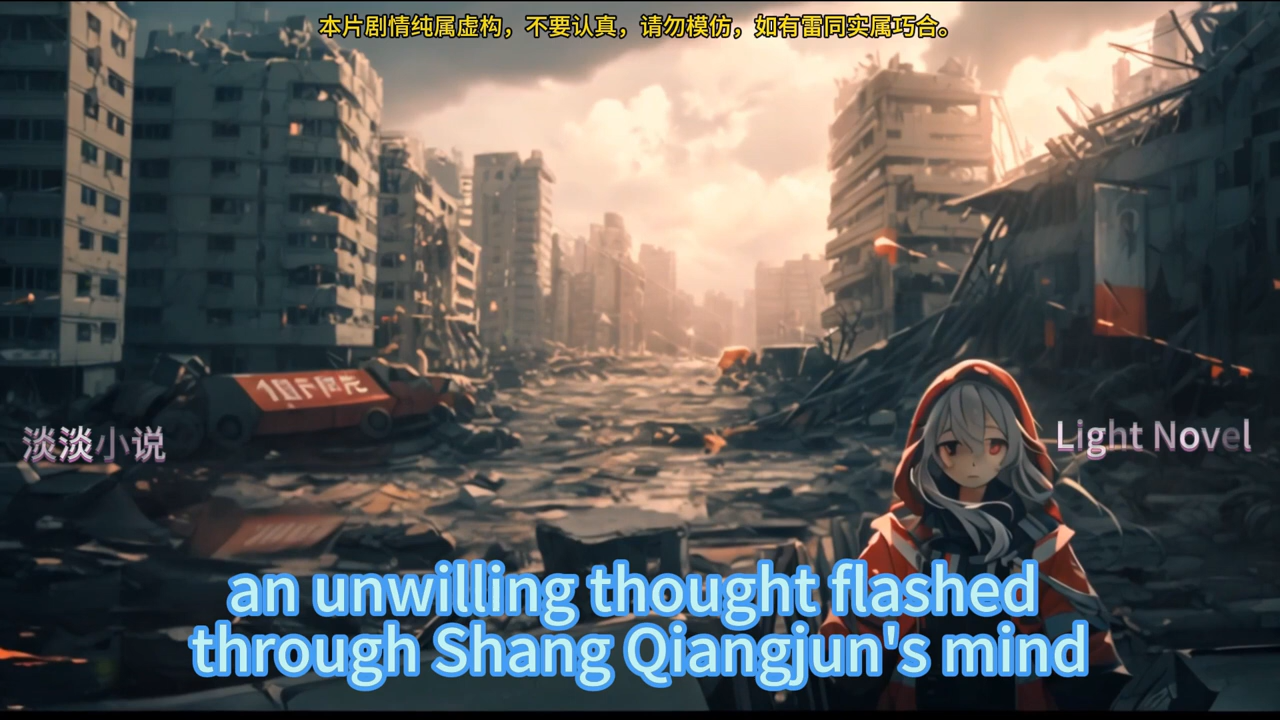 本片剧情纯属虚构，不要认真，请勿模仿，如有雷同实属巧合。
淡淡小说
Light Novel
an unwilling thought flashed
through Shang Qiangjun's mind